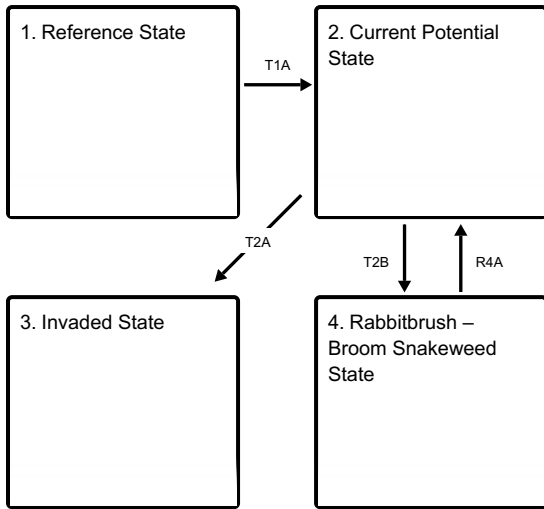 1. Reference State
2. Current Potential
State
T1A
T2A
T2B
R4A
3. Invaded State
4. Rabbitbrush –
Broom Snakeweed
State